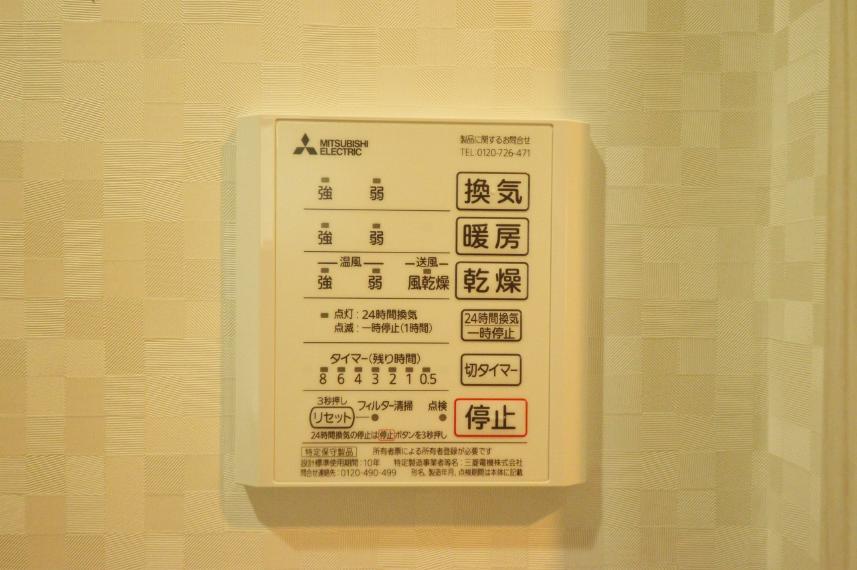 MITSUBISHI
ELECTRIC
製品に関するお問合せ
TEL:0120-726-471
強 弱 換気
強 弱 暖房
温風 送風
強 弱 風乾燥 乾燥
点灯:24時間換気
点滅:一時停止(1時間)
24時間換気
一時停止
タイマー(残り時間)
8 6 4 3 2 1 0.5
切タイマー
3秒押し
リセット フィルター清掃 点検
停止
24時間換気の停止は停止ボタンを3秒押し
特定保守製品 所有者票による所有者登録が必要です
設計標準使用期間:10年 特定製造事業者等名:三菱電機株式会社
問合せ連絡先:0120-490-499 形名、製造年月、点検期間は本体に記載